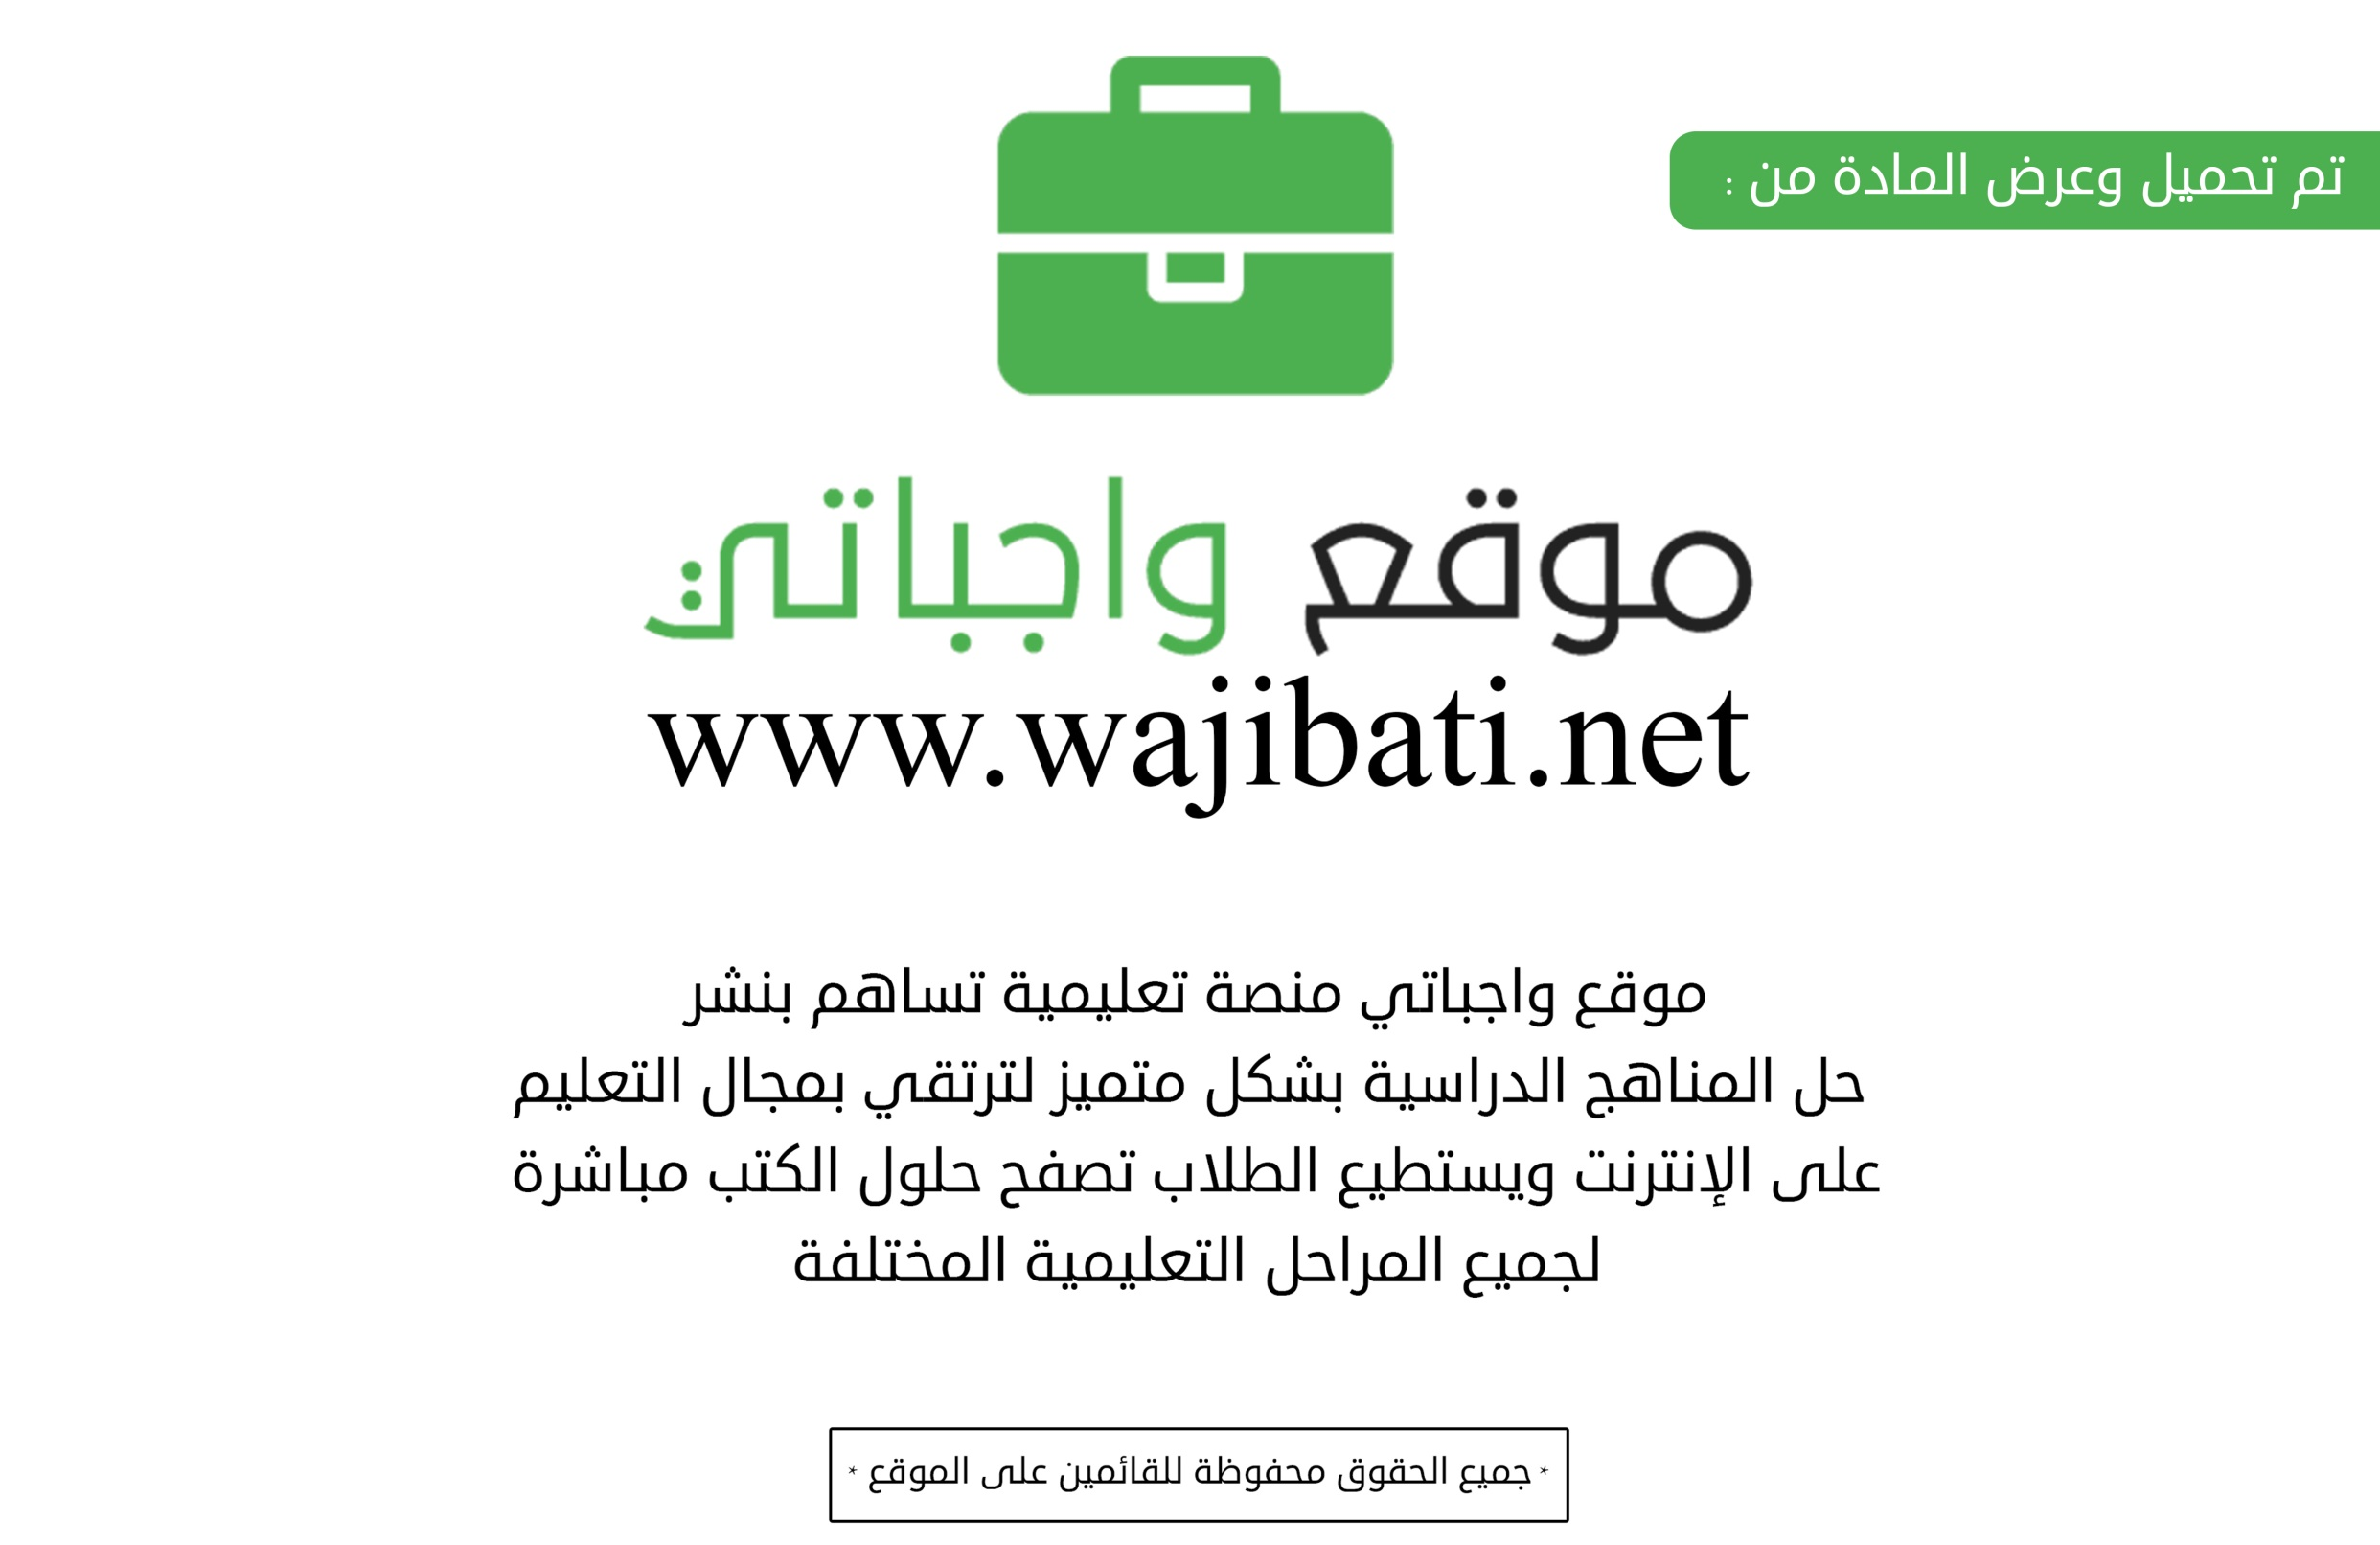 تم تحميل وعرض المادة من :
موقع واجباتي
www.wajibati.net
موقع واجباتي منصة تعليمية تساهم بنشر
حل المناهج الدراسية بشكل متميز لترتقي بمجال التعليم
على الإنترنت ويستطيع الطلاب تصفح حلول الكتب مباشرة
لجميع المراحل التعليمية المختلفة
* جميع الحقوق محفوظة للقائمين على الموقع *